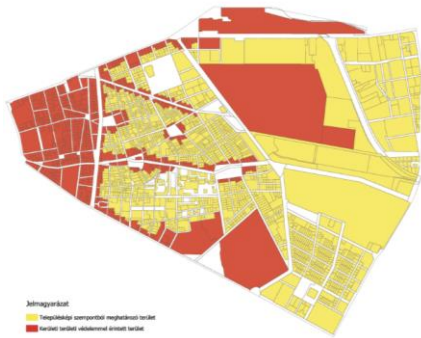 Jelmagyarázat
Településképi szempontból meghatározó terület
Kerületi területi védelemmel érintett terület